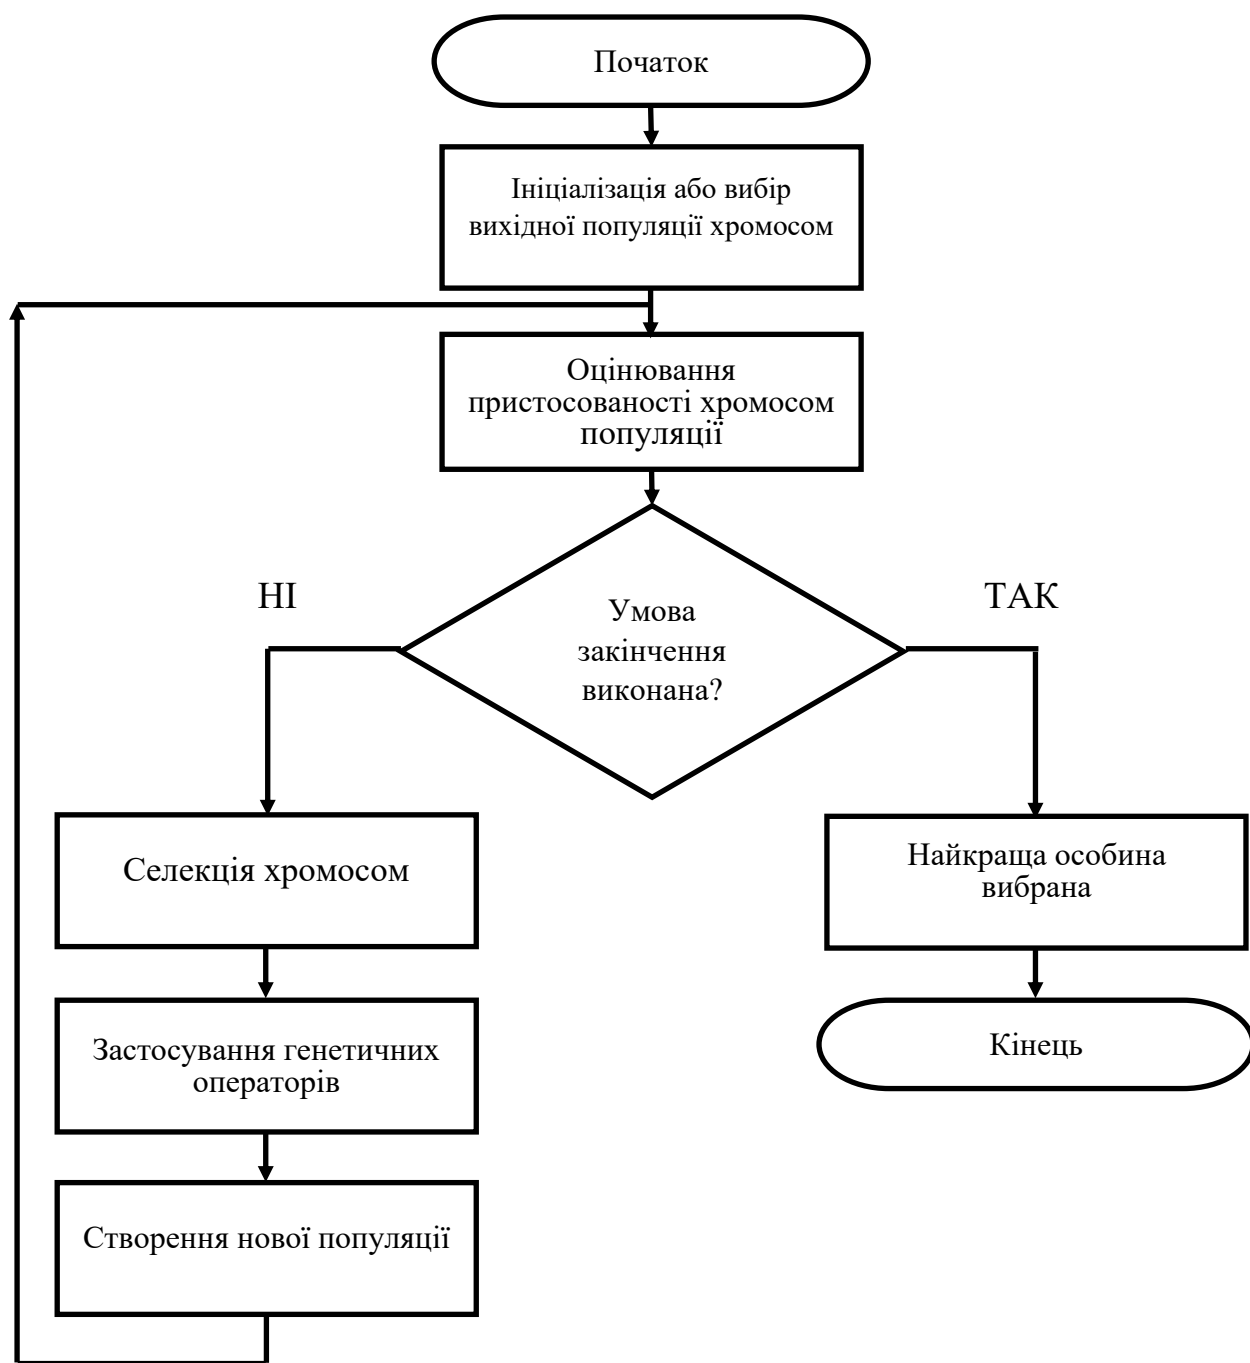 Початок
Ініціалізація або вибір
вихідної популяції хромосом
Оцінювання
пристосованості хромосом
популяції
НІ
ТАК
Умова
закінчення
виконана?
Селекція хромосом
Найкраща особина
вибрана
Застосування генетичних
операторів
Кінець
Створення нової популяції